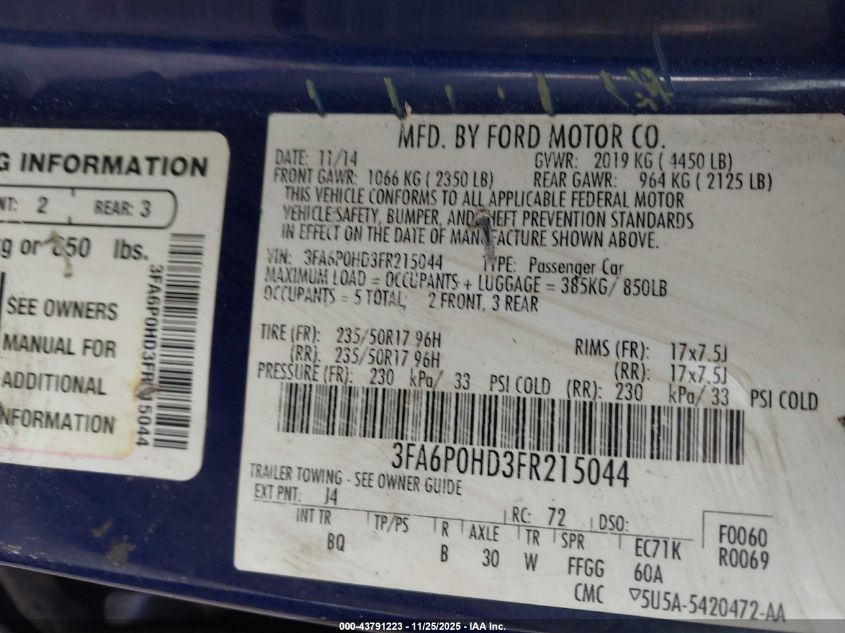 G INFORMATION
NT: 2 REAR: 3
kg or 850 lbs.
SEE OWNERS
MANUAL FOR
ADDITIONAL
INFORMATION
3FA6P0HD3FR215044
MFD. BY FORD MOTOR CO.
DATE: 11/14 GVWR: 2019 KG ( 4450 LB)
FRONT GAWR: 1066 KG ( 2350 LB) REAR GAWR: 964 KG ( 2125 LB)
THIS VEHICLE CONFORMS TO ALL APPLICABLE FEDERAL MOTOR
VEHICLE SAFETY, BUMPER, AND THEFT PREVENTION STANDARDS
IN EFFECT ON THE DATE OF MANUFACTURE SHOWN ABOVE.
VIN: 3FA6P0HD3FR215044 TYPE: Passenger Car
MAXIMUM LOAD = OCCUPANTS + LUGGAGE = 385KG/ 850LB
OCCUPANTS = 5 TOTAL; 2 FRONT, 3 REAR
TIRE (FR): 235/50R17 96H RIMS (FR): 17x7.5J
(RR): 235/50R17 96H (RR): 17x7.5J
PRESSURE (FR): 230 kPa/ 33 PSI COLD (RR): 230 kPa/ 33 PSI COLD
3FA6P0HD3FR215044
TRAILER TOWING - SEE OWNER GUIDE
EXT PNT: J4 RC: 72 DSO: F0060
INT TR TP/PS R AXLE TR SPR EC71K R0069
BQ B 30 W FFGG 60A
CMC ▽5U5A-5420472-AA
000-43791223 - 11/25/2025 - IAA, Inc.